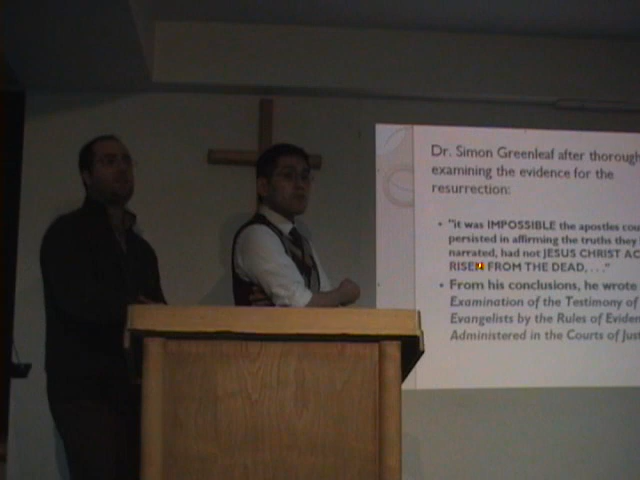 Dr. Simon Greenleaf after thorough
examining the evidence for the
resurrection:
• "it was IMPOSSIBLE the apostles cou
persisted in affirming the truths they
narrated, had not JESUS CHRIST AC
RISEN FROM THE DEAD, . . ."
• From his conclusions, he wrote
Examination of the Testimony of
Evangelists by the Rules of Eviden
Administered in the Courts of Just